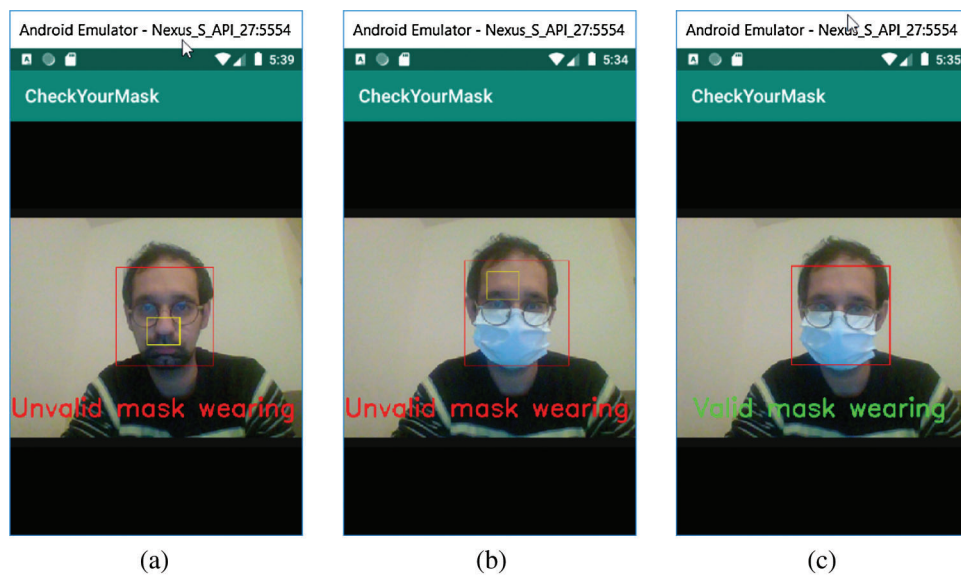 Android Emulator - Nexus_S_API_27:5554
5:39
CheckYourMask
Unvalid mask wearing
(a)
Android Emulator - Nexus_S_API_27:5554
5:34
CheckYourMask
Unvalid mask wearing
(b)
Android Emulator - Nexus_S_API_27:5554
5:35
CheckYourMask
Valid mask wearing
(c)